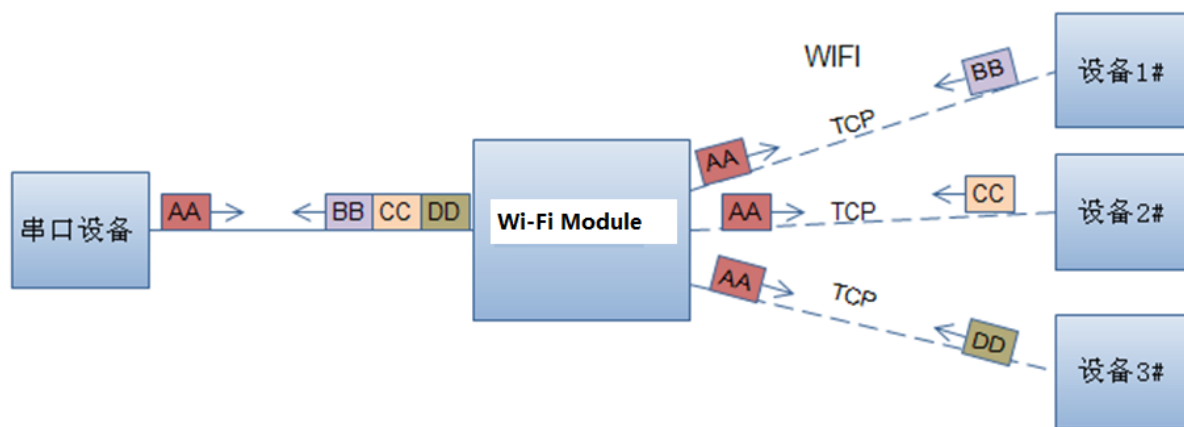 WIFI
BB
设备1#
TCP
AA
串口设备
AA
BB CC DD
Wi-Fi Module
AA
TCP
CC
设备2#
AA
TCP
DD
设备3#